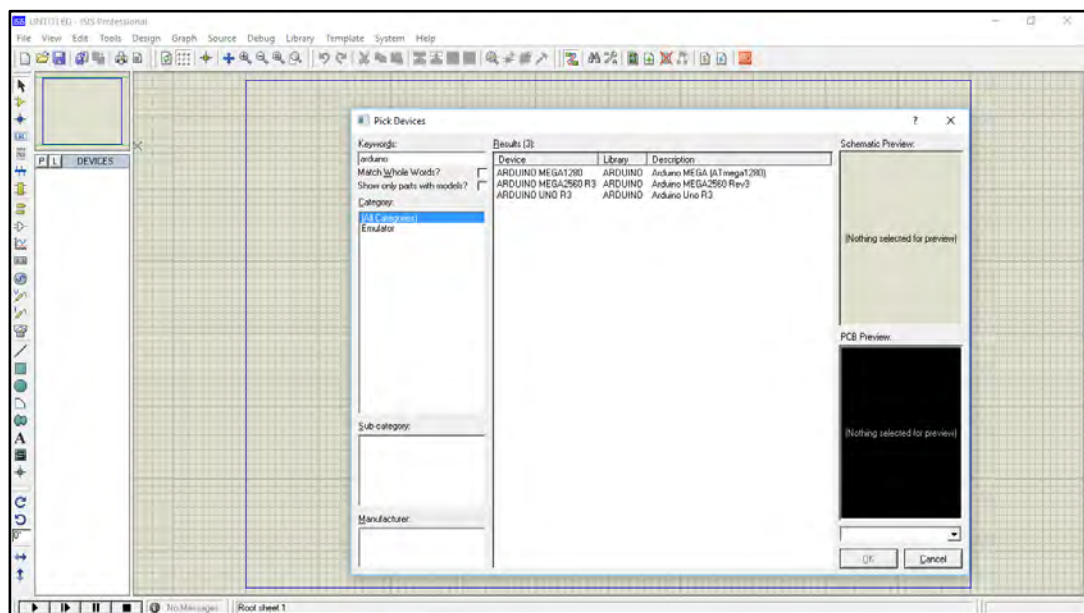 UNTITLED - ISIS Professional
File View Edit Tools Design Graph Source Debug Library Template System Help
P L DEVICES
Pick Devices
Keywords:
arduino
Match Whole Words?
Show only parts with models?
Category:
(All Categories)
Emulator
Sub-category:
Manufacturer:
Results (3):
Device Library Description
ARDUINO MEGA1280 ARDUINO Arduino MEGA (ATmega1280)
ARDUINO MEGA2560 R3 ARDUINO Arduino MEGA2560 Rev3
ARDUINO UNO R3 ARDUINO Arduino Uno R3
Schematic Preview:
(Nothing selected for preview)
PCB Preview:
(Nothing selected for preview)
OK Cancel
No Messages Root sheet 1